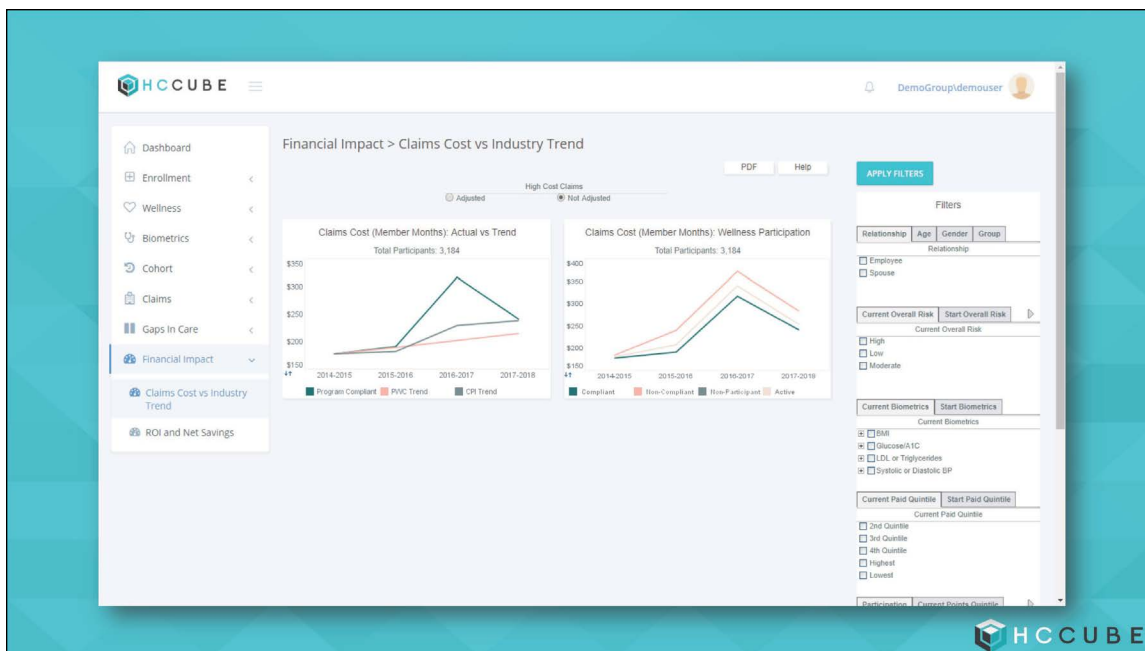 HCCUBE
DemoGroup\demouser
Dashboard
Enrollment
Wellness
Biometrics
Cohort
Claims
Gaps In Care
Financial Impact
Claims Cost vs Industry
Trend
ROI and Net Savings
Financial Impact > Claims Cost vs Industry Trend
PDF Help
High Cost Claims
Adjusted Not Adjusted
Claims Cost (Member Months): Actual vs Trend
Total Participants: 3,184
$350
$300
$250
$200
$150
2014-2015 2015-2016 2016-2017 2017-2018
Program Compliant PWC Trend CPI Trend
Claims Cost (Member Months): Wellness Participation
Total Participants: 3,184
$400
$350
$300
$250
$200
$150
2014-2015 2015-2016 2016-2017 2017-2019
Compliant Non-Compliant Non-Participant Active
APPLY FILTERS
Filters
Relationship Age Gender Group
Relationship
Employee
Spouse
Current Overall Risk Start Overall Risk
Current Overall Risk
High
Low
Moderate
Current Biometrics Start Biometrics
Current Biometrics
BMI
Glucose/A1C
LDL or Triglycerides
Systolic or Diastolic BP
Current Paid Quintile Start Paid Quintile
Current Paid Quintile
2nd Quintile
3rd Quintile
4th Quintile
Highest
Lowest
Participation Current Points Quintile
HCCUBE